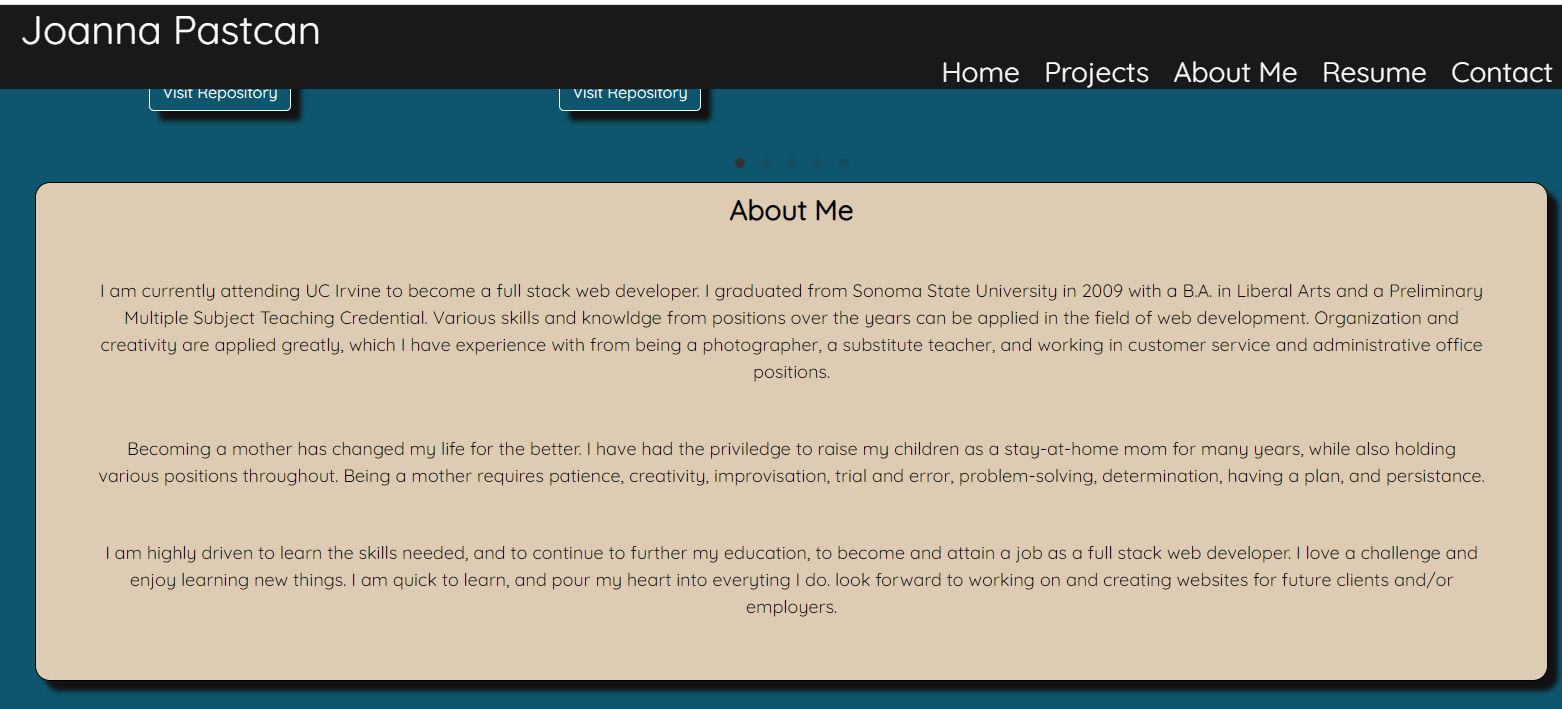 Joanna Pastcan
Home Projects About Me Resume Contact
Visit Repository Visit Repository
About Me
I am currently attending UC Irvine to become a full stack web developer. I graduated from Sonoma State University in 2009 with a B.A. in Liberal Arts and a Preliminary
Multiple Subject Teaching Credential. Various skills and knowldge from positions over the years can be applied in the field of web development. Organization and
creativity are applied greatly, which I have experience with from being a photographer, a substitute teacher, and working in customer service and administrative office
positions.
Becoming a mother has changed my life for the better. I have had the priviledge to raise my children as a stay-at-home mom for many years, while also holding
various positions throughout. Being a mother requires patience, creativity, improvisation, trial and error, problem-solving, determination, having a plan, and persistance.
I am highly driven to learn the skills needed, and to continue to further my education, to become and attain a job as a full stack web developer. I love a challenge and
enjoy learning new things. I am quick to learn, and pour my heart into everyting I do. look forward to working on and creating websites for future clients and/or
employers.